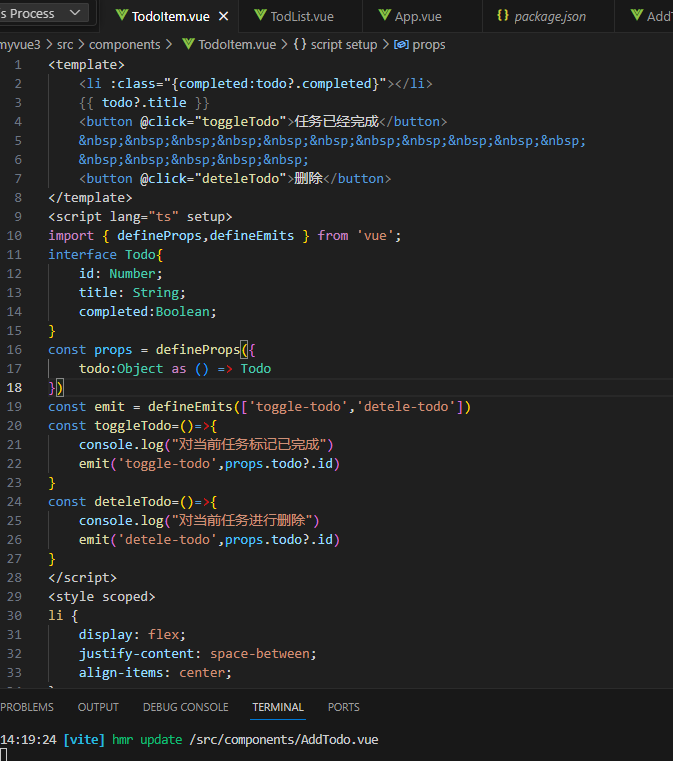 s Process
TodoItem.vue
TodList.vue
App.vue
package.json
AddT
myvue3 > src > components > TodoItem.vue > {} script setup > props
1 <template>
2 <li :class="{completed:todo?.completed}"></li>
3 {{ todo?.title }}
4 <button @click="toggleTodo">任务已经完成</button>
5 &nbsp;&nbsp;&nbsp;&nbsp;&nbsp;&nbsp;&nbsp;&nbsp;&nbsp;&nbsp;&nbsp;
6 &nbsp;&nbsp;&nbsp;&nbsp;&nbsp;
7 <button @click="deteleTodo">删除</button>
8 </template>
9 <script lang="ts" setup>
10 import { defineProps,defineEmits } from 'vue';
11 interface Todo{
12 id: Number;
13 title: String;
14 completed:Boolean;
15 }
16 const props = defineProps({
17 todo:Object as () => Todo
18 })
19 const emit = defineEmits(['toggle-todo','detele-todo'])
20 const toggleTodo=()=>{
21 console.log("对当前任务标记已完成")
22 emit('toggle-todo',props.todo?.id)
23 }
24 const deteleTodo=()=>{
25 console.log("对当前任务进行删除")
26 emit('detele-todo',props.todo?.id)
27 }
28 </script>
29 <style scoped>
30 li {
31 display: flex;
32 justify-content: space-between;
33 align-items: center;
PROBLEMS OUTPUT DEBUG CONSOLE TERMINAL PORTS
14:19:24 [vite] hmr update /src/components/AddTodo.vue